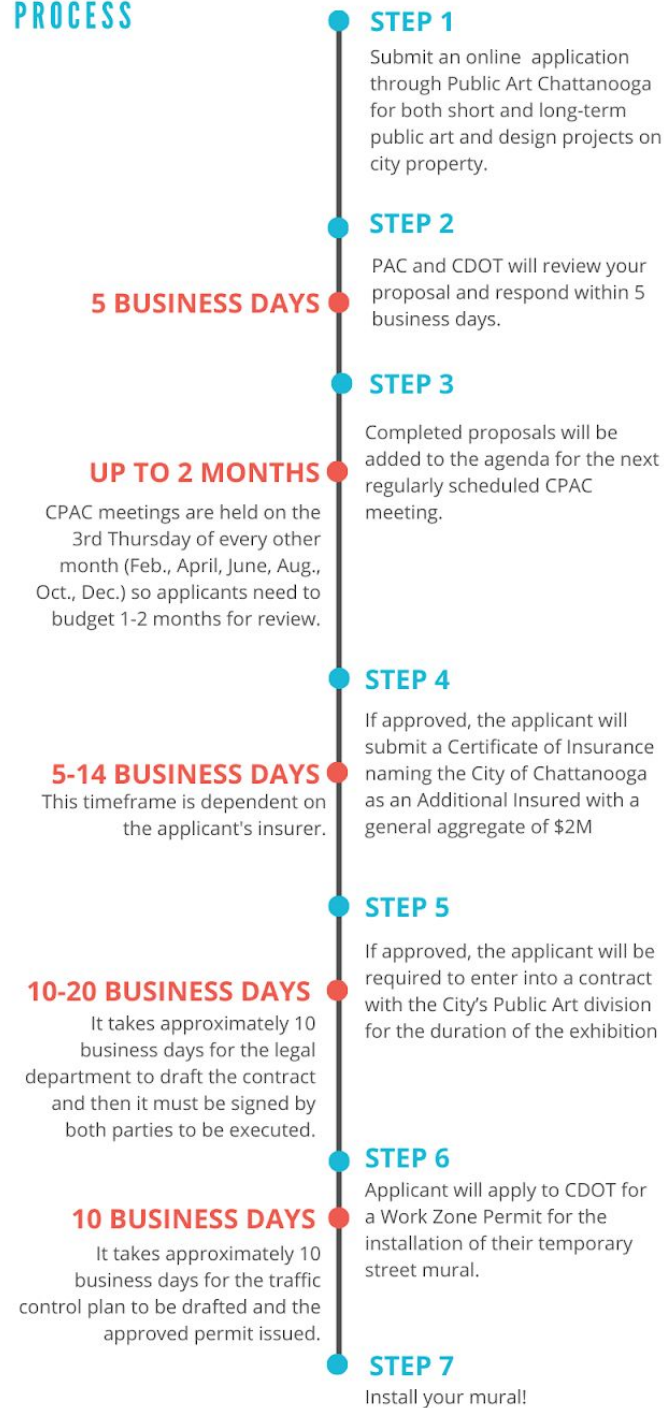 PROCESS
STEP 1
Submit an online application
through Public Art Chattanooga
for both short and long-term
public art and design projects on
city property.
STEP 2
PAC and CDOT will review your
proposal and respond within 5
business days.
5 BUSINESS DAYS
STEP 3
Completed proposals will be
added to the agenda for the next
regularly scheduled CPAC
meeting.
UP TO 2 MONTHS
CPAC meetings are held on the
3rd Thursday of every other
month (Feb., April, June, Aug.,
Oct., Dec.) so applicants need to
budget 1-2 months for review.
STEP 4
If approved, the applicant will
submit a Certificate of Insurance
naming the City of Chattanooga
as an Additional Insured with a
general aggregate of $2M
5-14 BUSINESS DAYS
This timeframe is dependent on
the applicant's insurer.
STEP 5
If approved, the applicant will be
required to enter into a contract
with the City’s Public Art division
for the duration of the exhibition
10-20 BUSINESS DAYS
It takes approximately 10
business days for the legal
department to draft the contract
and then it must be signed by
both parties to be executed.
STEP 6
Applicant will apply to CDOT for
a Work Zone Permit for the
installation of their temporary
street mural.
10 BUSINESS DAYS
It takes approximately 10
business days for the traffic
control plan to be drafted and the
approved permit issued.
STEP 7
Install your mural!